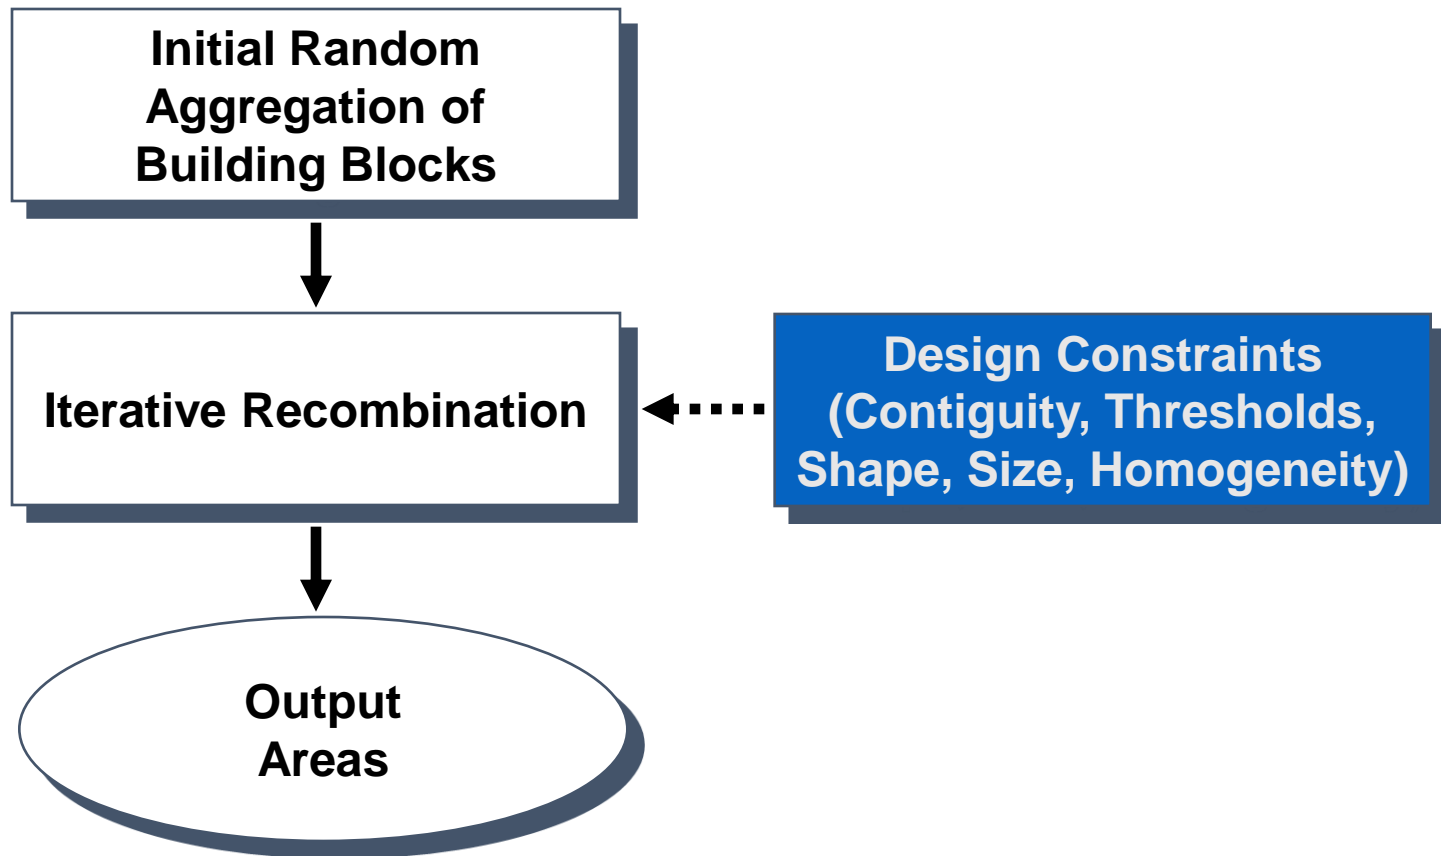 Initial Random
Aggregation of
Building Blocks
Iterative Recombination
Design Constraints
(Contiguity, Thresholds,
Shape, Size, Homogeneity)
Output
Areas